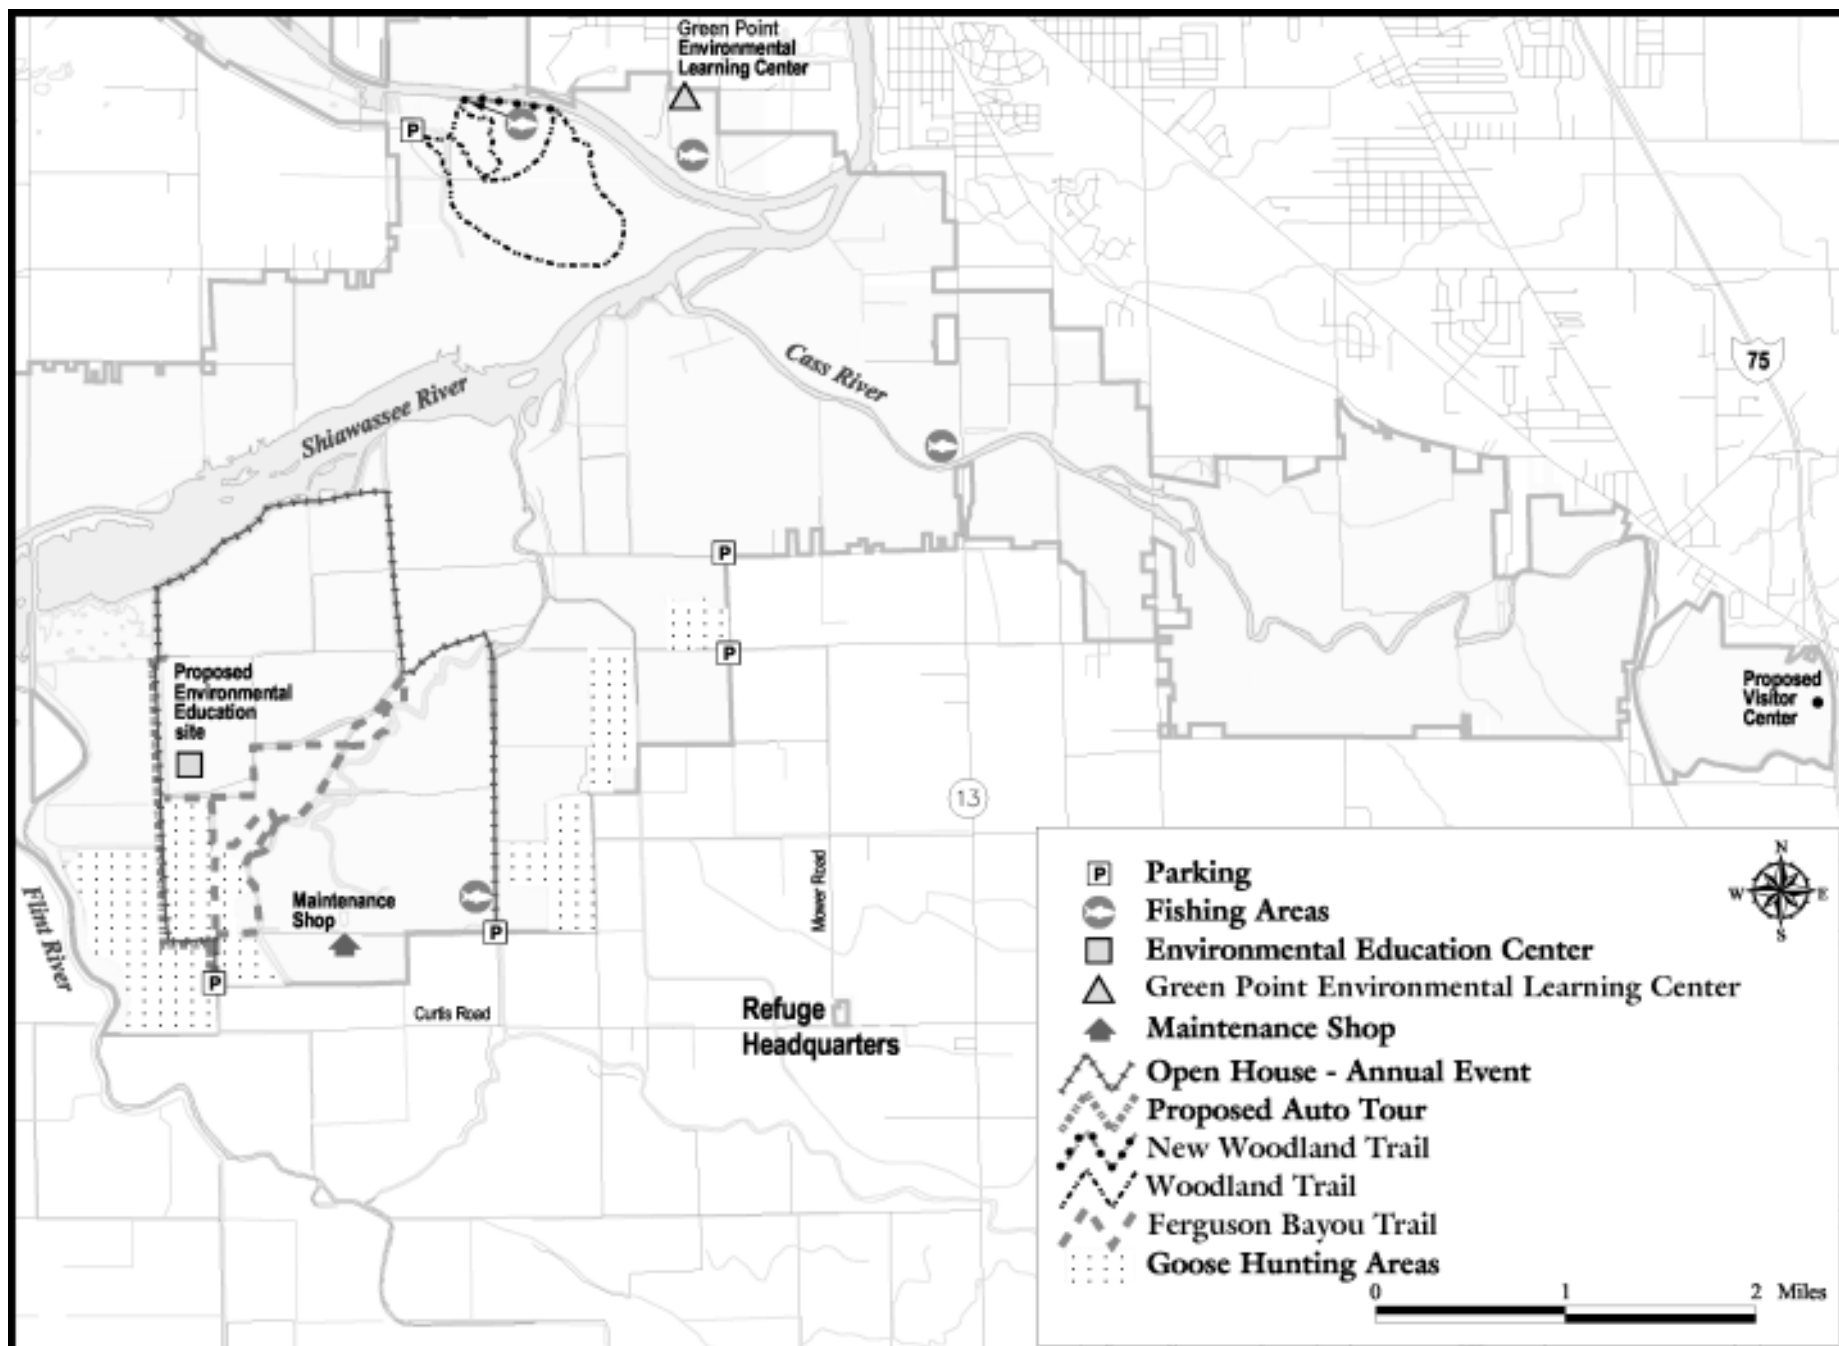 Green Point
Environmental
Learning Center
P
75
Cass River
Shiawassee River
P
P
Proposed
Environmental
Education
site
Proposed
Visitor
Center
13
Mower Road
Flint River
Maintenance
Shop
P
P
Curtis Road
Refuge
Headquarters
N
W E
S
P Parking
Fishing Areas
Environmental Education Center
Green Point Environmental Learning Center
Maintenance Shop
Open House - Annual Event
Proposed Auto Tour
New Woodland Trail
Woodland Trail
Ferguson Bayou Trail
Goose Hunting Areas
0 1 2 Miles